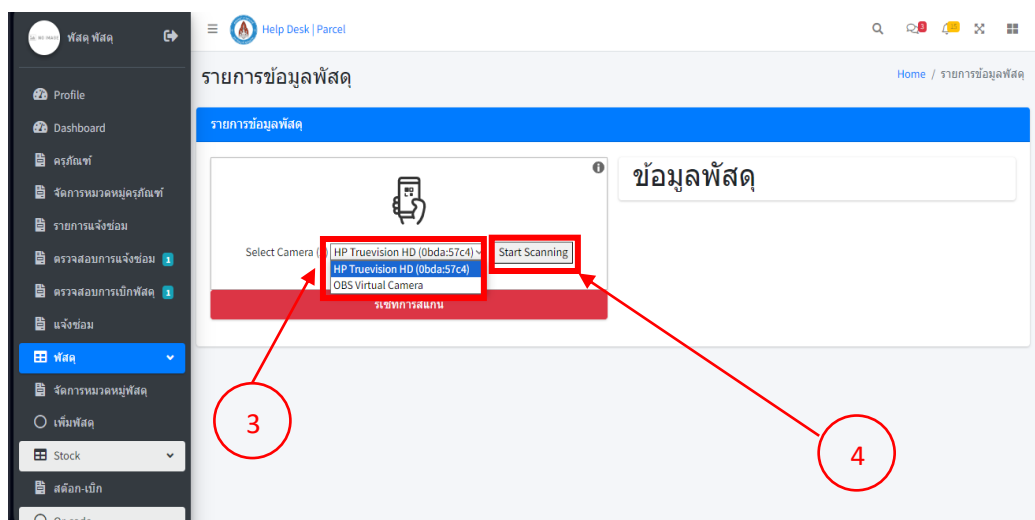 พัสดุ พัสดุ
Profile
Dashboard
ครุภัณฑ์
จัดการหมวดหมู่ครุภัณฑ์
รายการแจ้งซ่อม
ตรวจสอบการแจ้งซ่อม 1
ตรวจสอบการเบิกพัสดุ 1
แจ้งซ่อม
พัสดุ
จัดการหมวดหมู่พัสดุ
เพิ่มพัสดุ
Stock
สต๊อก-เบิก
Help Desk | Parcel
รายการข้อมูลพัสดุ
Home / รายการข้อมูลพัสดุ
รายการข้อมูลพัสดุ
Select Camera ( HP Truevision HD (0bda:57c4) Start Scanning
HP Truevision HD (0bda:57c4)
OBS Virtual Camera
รีเซ็ทการสแกน
ข้อมูลพัสดุ
3
4